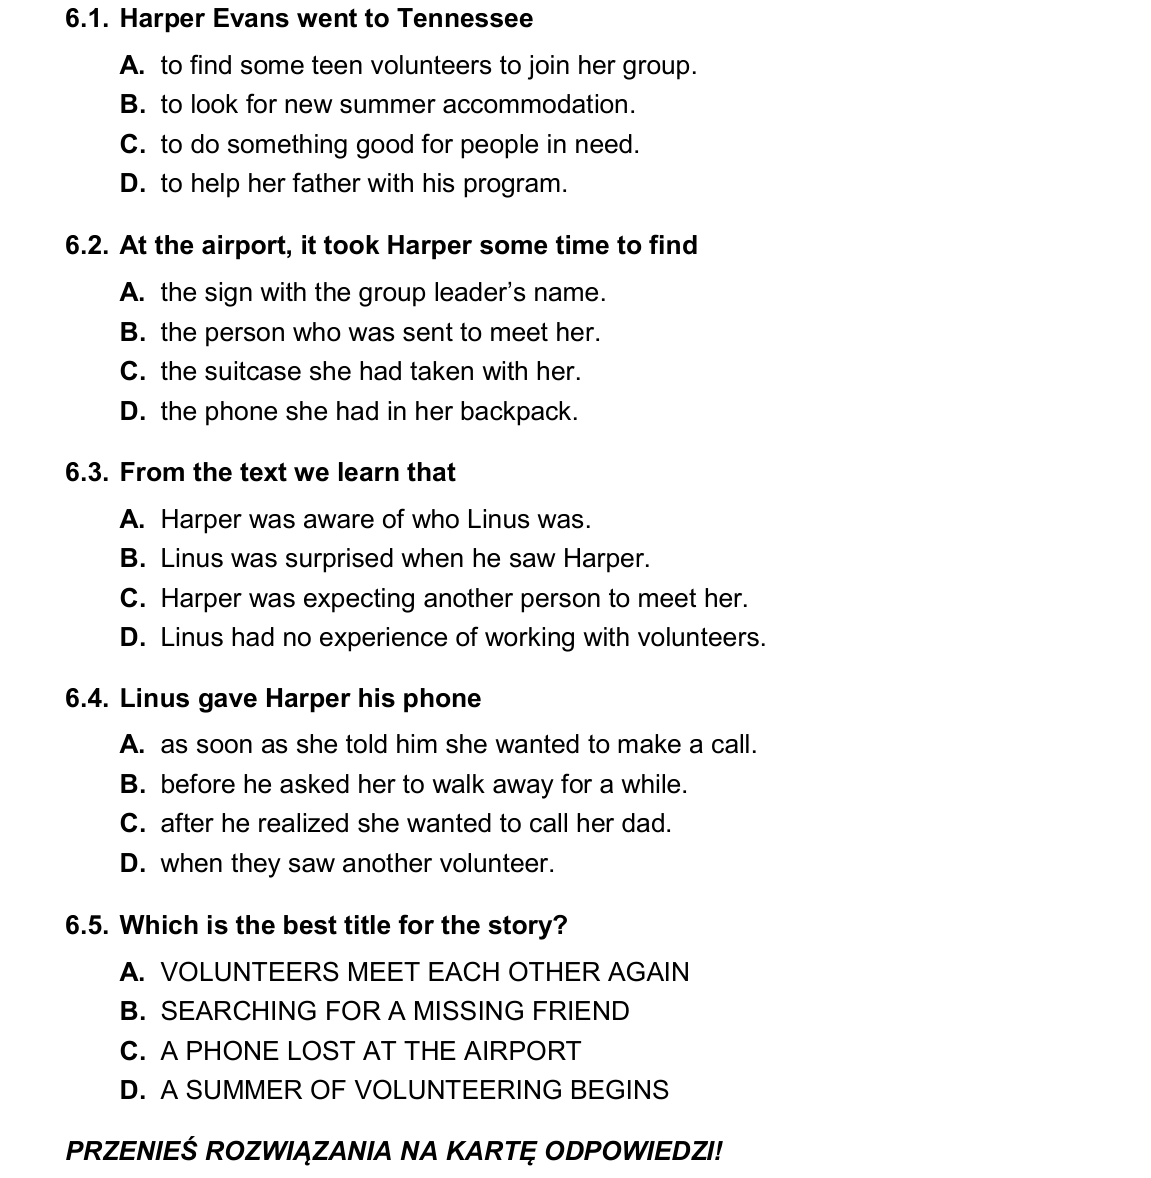 6.1. Harper Evans went to Tennessee
A. to find some teen volunteers to join her group.
B. to look for new summer accommodation.
C. to do something good for people in need.
D. to help her father with his program.
6.2. At the airport, it took Harper some time to find
A. the sign with the group leader’s name.
B. the person who was sent to meet her.
C. the suitcase she had taken with her.
D. the phone she had in her backpack.
6.3. From the text we learn that
A. Harper was aware of who Linus was.
B. Linus was surprised when he saw Harper.
C. Harper was expecting another person to meet her.
D. Linus had no experience of working with volunteers.
6.4. Linus gave Harper his phone
A. as soon as she told him she wanted to make a call.
B. before he asked her to walk away for a while.
C. after he realized she wanted to call her dad.
D. when they saw another volunteer.
6.5. Which is the best title for the story?
A. VOLUNTEERS MEET EACH OTHER AGAIN
B. SEARCHING FOR A MISSING FRIEND
C. A PHONE LOST AT THE AIRPORT
D. A SUMMER OF VOLUNTEERING BEGINS
PRZENIEŚ ROZWIĄZANIA NA KARTĘ ODPOWIEDZI!